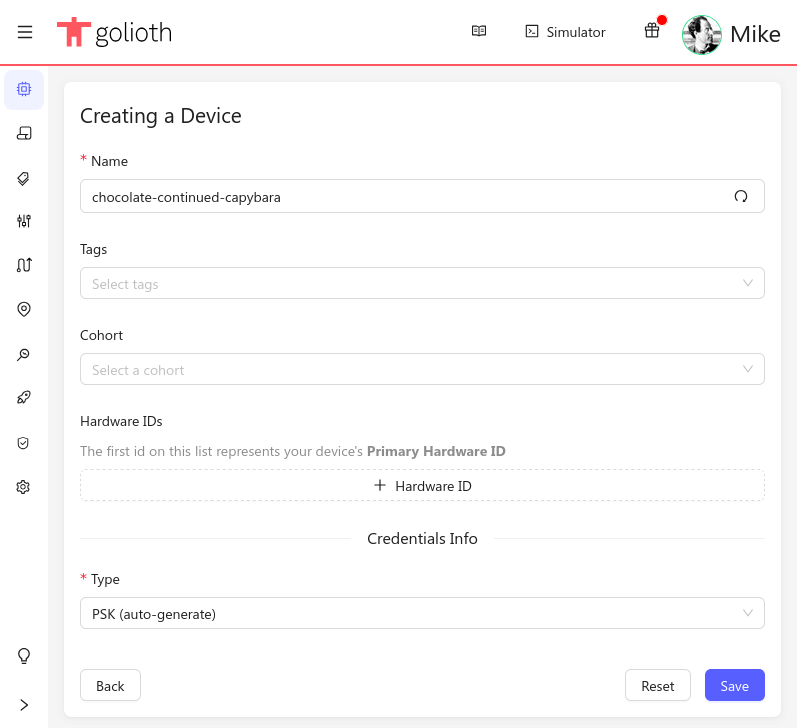 golioth
Simulator
Mike
Creating a Device
* Name
chocolate-continued-capybara
Tags
Select tags
Cohort
Select a cohort
Hardware IDs
The first id on this list represents your device's Primary Hardware ID
+ Hardware ID
Credentials Info
* Type
PSK (auto-generate)
Back
Reset
Save